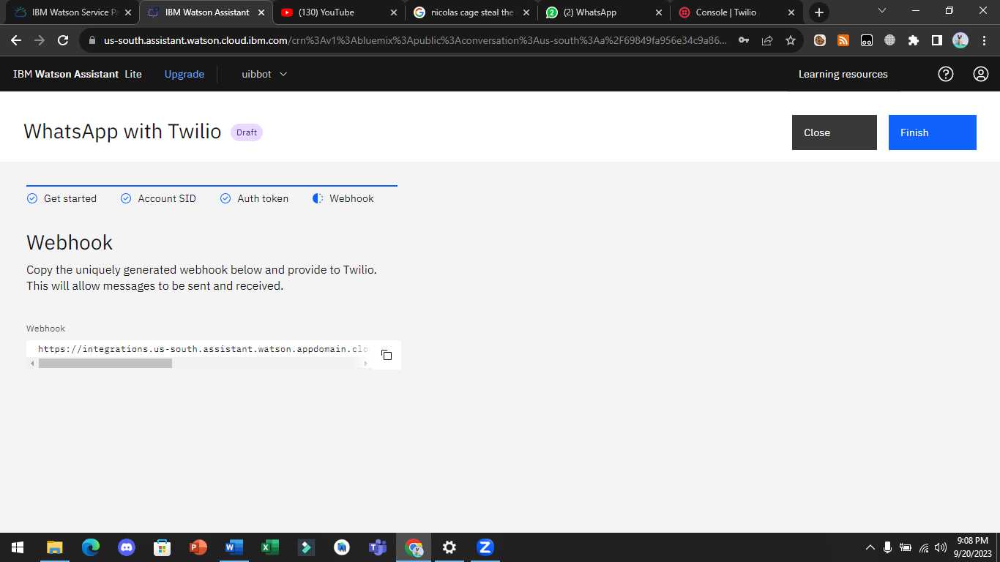 IBM Watson Service Pa
IBM Watson Assistant
(130) YouTube
nicolas cage steal the
(2) WhatsApp
Console | Twilio
us-south.assistant.watson.cloud.ibm.com/crn%3Av1%3Abluemix%3Apublic%3Aconversation%3Aus-south%3Aa%2F69849fa956e34c9a86...
IBM Watson Assistant Lite
Upgrade
uibbot
Learning resources
WhatsApp with Twilio
Draft
Close
Finish
Get started
Account SID
Auth token
Webhook
Webhook
Copy the uniquely generated webhook below and provide to Twilio.
This will allow messages to be sent and received.
Webhook
https://integrations.us-south.assistant.watson.appdomain.clo
9:08 PM
9/20/2023